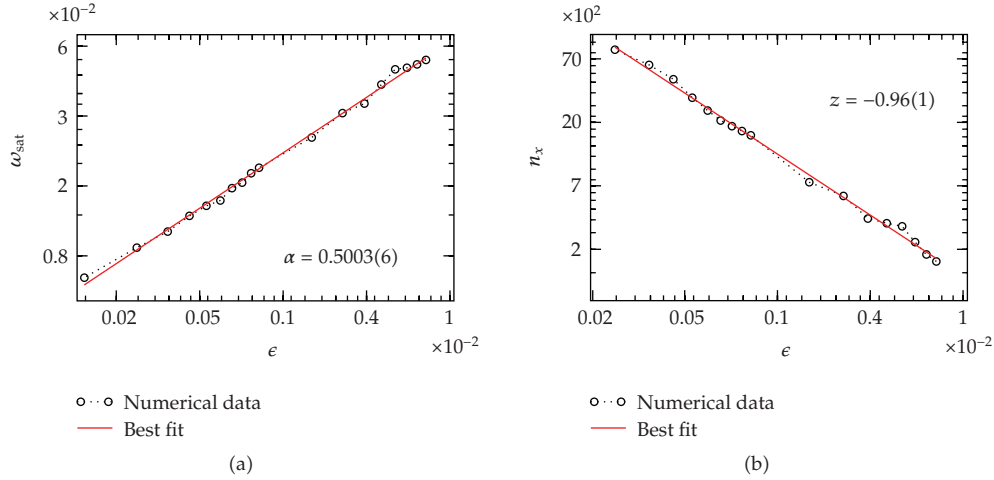 ×10⁻²
6
3
2
0.8
ω_sat
α = 0.5003(6)
0.02 0.05 0.1 0.4 1
×10⁻²
ϵ
Numerical data
Best fit
(a)
×10²
70
20
7
2
n_x
z = −0.96(1)
0.02 0.05 0.1 0.4 1
×10⁻²
ϵ
Numerical data
Best fit
(b)